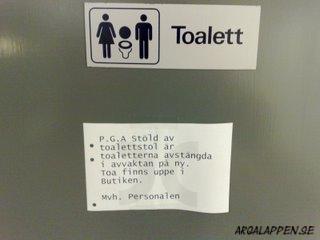 Toalett
P.G.A Stöld av
toalettstol är
toaletterna avstängda
i avvaktan på ny.
Toa finns uppe i
Butiken.
Mvh. Personalen
ARGALAPPEN.SE